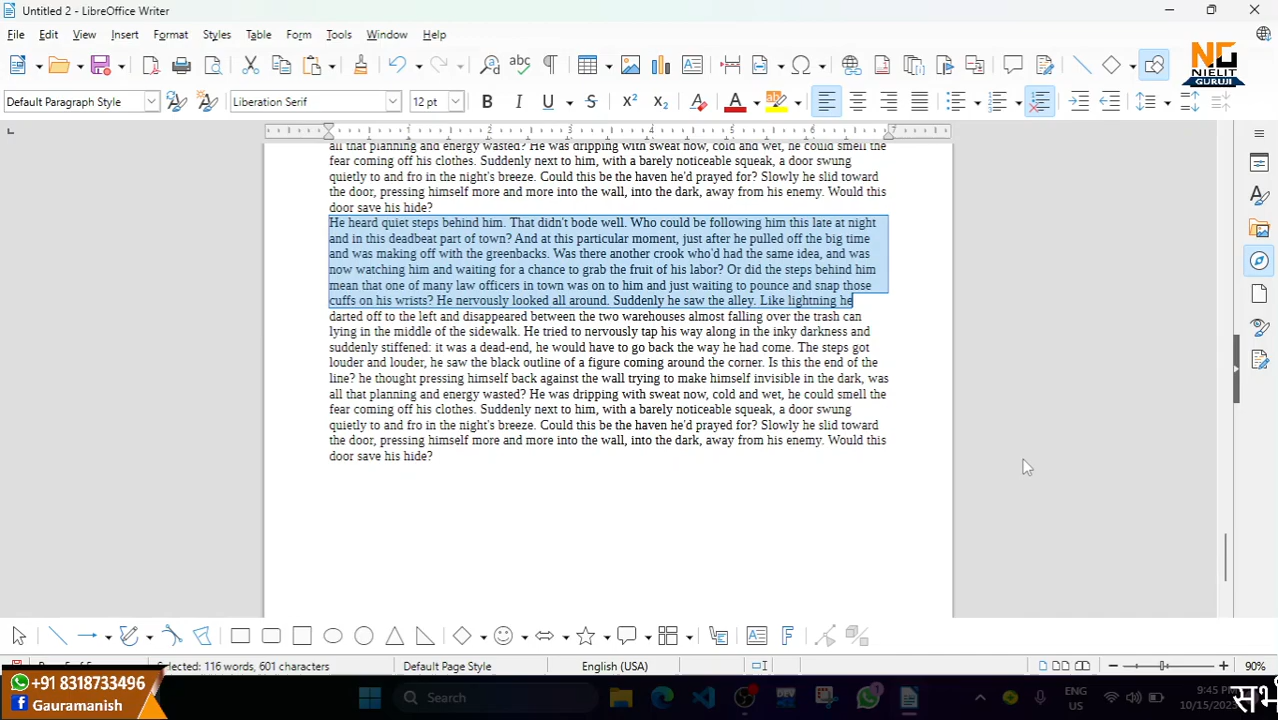 Untitled 2 - LibreOffice Writer
File Edit View Insert Format Styles Table Form Tools Window Help
NG
NIELIT
GURUJI
Default Paragraph Style Liberation Serif 12 pt
1 2 3 4 5 6 7
all that planning and energy wasted? He was dripping with sweat now, cold and wet, he could smell the
fear coming off his clothes. Suddenly next to him, with a barely noticeable squeak, a door swung
quietly to and fro in the night's breeze. Could this be the haven he'd prayed for? Slowly he slid toward
the door, pressing himself more and more into the wall, into the dark, away from his enemy. Would this
door save his hide?
He heard quiet steps behind him. That didn't bode well. Who could be following him this late at night
and in this deadbeat part of town? And at this particular moment, just after he pulled off the big time
and was making off with the greenbacks. Was there another crook who'd had the same idea, and was
now watching him and waiting for a chance to grab the fruit of his labor? Or did the steps behind him
mean that one of many law officers in town was on to him and just waiting to pounce and snap those
cuffs on his wrists? He nervously looked all around. Suddenly he saw the alley. Like lightning he
darted off to the left and disappeared between the two warehouses almost falling over the trash can
lying in the middle of the sidewalk. He tried to nervously tap his way along in the inky darkness and
suddenly stiffened: it was a dead-end, he would have to go back the way he had come. The steps got
louder and louder, he saw the black outline of a figure coming around the corner. Is this the end of the
line? he thought pressing himself back against the wall trying to make himself invisible in the dark, was
all that planning and energy wasted? He was dripping with sweat now, cold and wet, he could smell the
fear coming off his clothes. Suddenly next to him, with a barely noticeable squeak, a door swung
quietly to and fro in the night's breeze. Could this be the haven he'd prayed for? Slowly he slid toward
the door, pressing himself more and more into the wall, into the dark, away from his enemy. Would this
door save his hide?
Selected: 116 words, 601 characters Default Page Style English (USA) 90%
+91 8318733496
Gauramanish
Search
ENG
US
9:45 PM
सभी